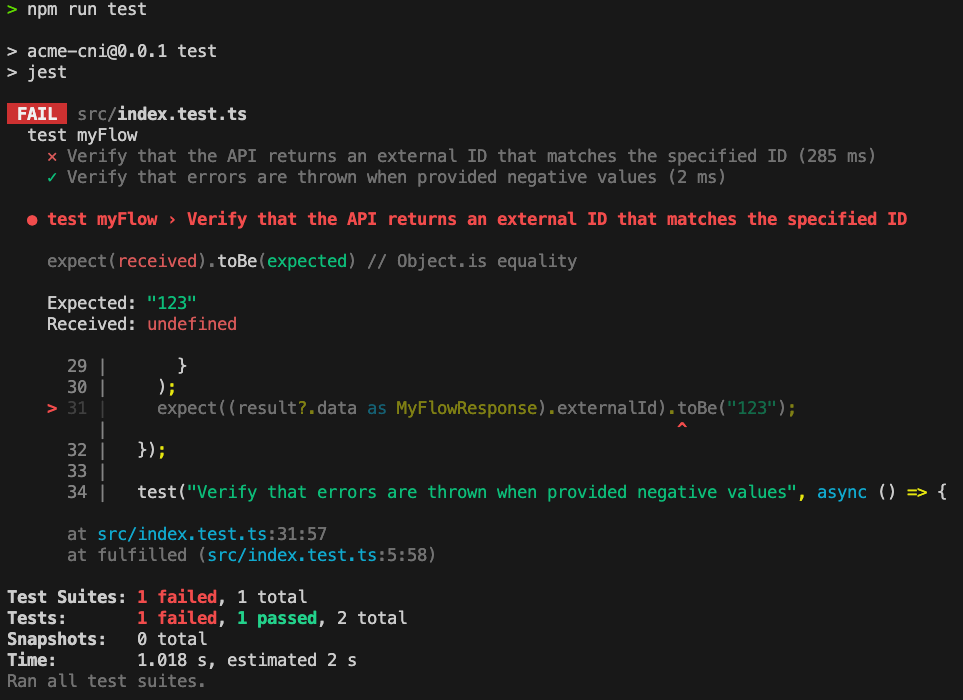 > npm run test
> acme-cni@0.0.1 test
> jest
FAIL src/index.test.ts
test myFlow
✕ Verify that the API returns an external ID that matches the specified ID (285 ms)
✓ Verify that errors are thrown when provided negative values (2 ms)
● test myFlow › Verify that the API returns an external ID that matches the specified ID
expect(received).toBe(expected) // Object.is equality
Expected: "123"
Received: undefined
29 |       }
30 |     );
> 31 |     expect((result?.data as MyFlowResponse).externalId).toBe("123");
|                                                         ^
32 |   });
33 |
34 |   test("Verify that errors are thrown when provided negative values", async () => {
at src/index.test.ts:31:57
at fulfilled (src/index.test.ts:5:58)
Test Suites: 1 failed, 1 total
Tests:       1 failed, 1 passed, 2 total
Snapshots:   0 total
Time:        1.018 s, estimated 2 s
Ran all test suites.